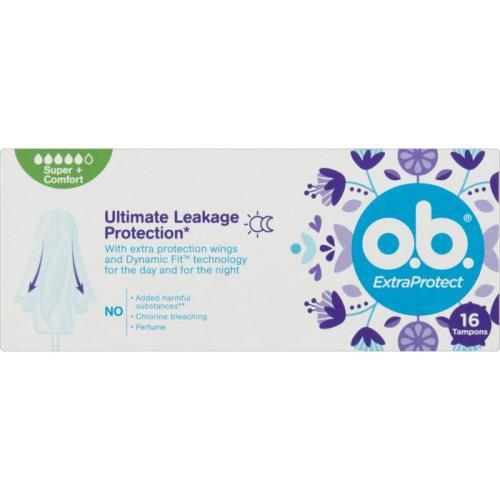 Super +
Comfort
Ultimate Leakage
Protection*
With extra protection wings
and Dynamic Fit™ technology
for the day and for the night
NO
• Added harmful
substances**
• Chlorine bleaching
• Perfume
o.b.®
ExtraProtect
16
Tampons